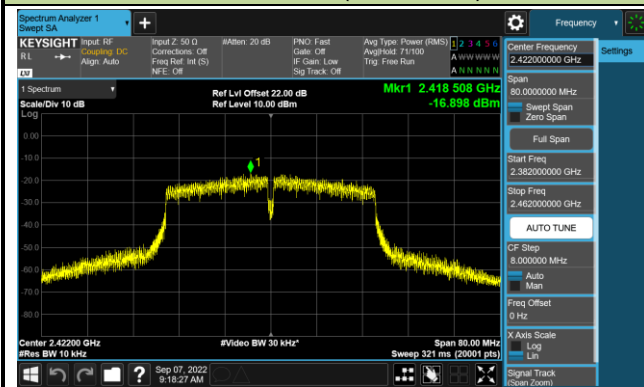 Spectrum Analyzer 1
Swept SA
Frequency
KEYSIGHT
Input: RF
Input Z: 50 Ω
#Atten: 20 dB
PNO: Fast
Avg Type: Power (RMS)
1 2 3 4 5 6
RL
Coupling: DC
Corrections: Off
Gate: Off
Avg|Hold: 71/100
A W W W W W
Align: Auto
Freq Ref: Int (S)
IF Gain: Low
Trig: Free Run
NFE: Off
Sig Track: Off
A N N N N N
LXI
1 Spectrum
Ref Lvl Offset 22.00 dB
Mkr1 2.418 508 GHz
Scale/Div 10 dB
Ref Level 10.00 dBm
-16.898 dBm
Log
0.00
-10.0
-20.0
-30.0
-40.0
-50.0
-60.0
-70.0
-80.0
1
Center 2.42200 GHz
#Video BW 30 kHz*
Span 80.00 MHz
#Res BW 10 kHz
Sweep 321 ms (20001 pts)
Sep 07, 2022
9:18:27 AM
?
Center Frequency
2.422000000 GHz
Settings
Span
80.0000000 MHz
Swept Span
Zero Span
Full Span
Start Freq
2.382000000 GHz
Stop Freq
2.462000000 GHz
AUTO TUNE
CF Step
8.000000 MHz
Auto
Man
Freq Offset
0 Hz
X Axis Scale
Log
Lin
Signal Track
(Span Zoom)